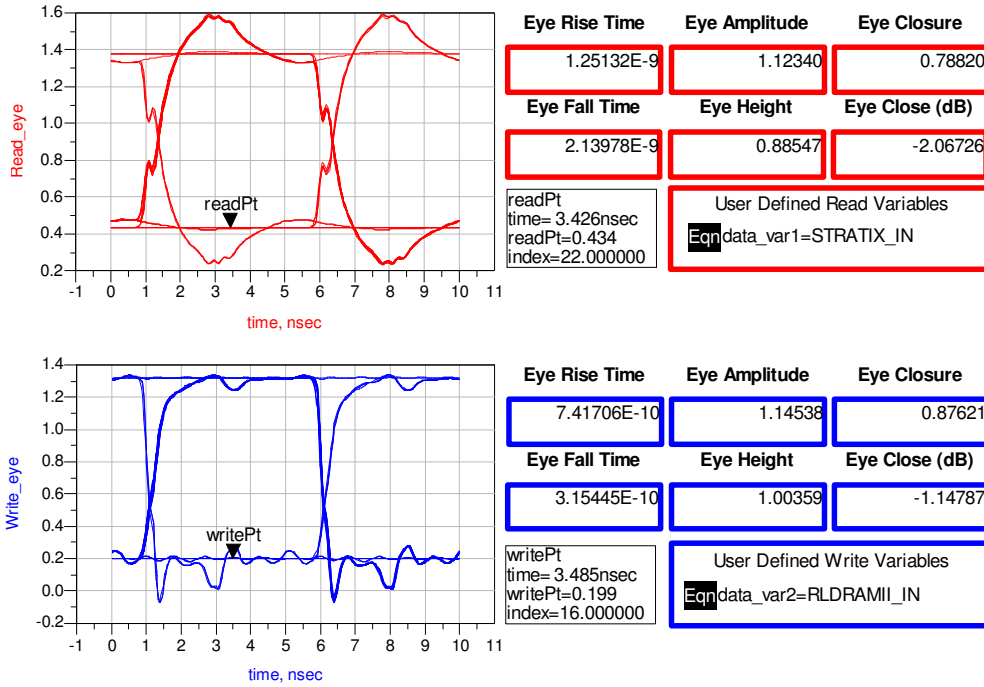 1.6
1.4
1.2
1.0
0.8
0.6
0.4
0.2
Read_eye
readPt
-1 0 1 2 3 4 5 6 7 8 9 10 11
time, nsec
Eye Rise Time Eye Amplitude Eye Closure
1.25132E-9 1.12340 0.78820
Eye Fall Time Eye Height Eye Close (dB)
2.13978E-9 0.88547 -2.06726
readPt
time= 3.426nsec
readPt=0.434
index=22.000000
User Defined Read Variables
Eqn data_var1=STRATIX_IN
1.4
1.2
1.0
0.8
0.6
0.4
0.2
0.0
-0.2
Write_eye
writePt
-1 0 1 2 3 4 5 6 7 8 9 10 11
time, nsec
Eye Rise Time Eye Amplitude Eye Closure
7.41706E-10 1.14538 0.87621
Eye Fall Time Eye Height Eye Close (dB)
3.15445E-10 1.00359 -1.14787
writePt
time= 3.485nsec
writePt=0.199
index=16.000000
User Defined Write Variables
Eqn data_var2=RLDRAMII_IN